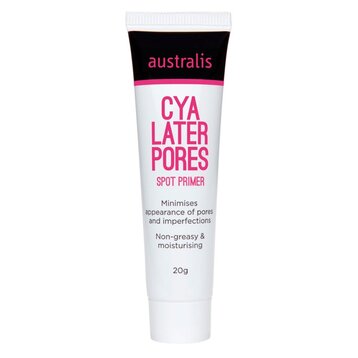 australis
CYA
LATER
PORES
SPOT PRIMER
Minimises
appearance of pores
and imperfections
Non-greasy &
moisturising
20g